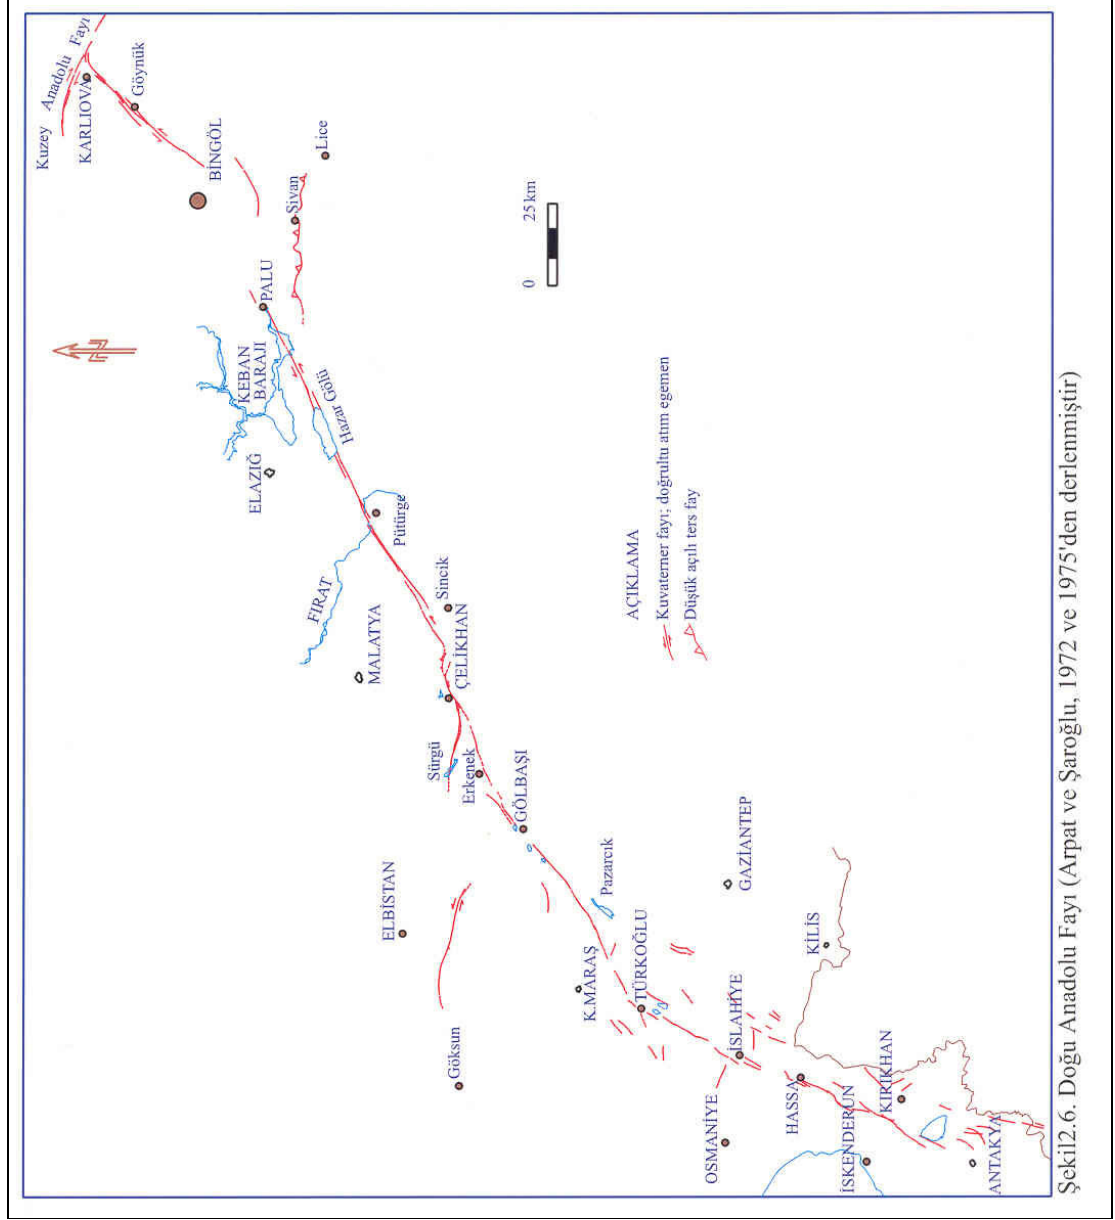 Kuzey Anadolu Fayı
KARLIOVA
Göynük
BİNGÖL
Lice
Sivan
PALU
KEBAN
BARAJI
Hazar Gölü
ELAZIĞ
Pütürge
FIRAT
Sincik
MALATYA
ÇELİKHAN
Sürgü
Erkenek
GÖLBAŞI
ELBİSTAN
Pazarcık
GAZİANTEP
K.MARAŞ
TÜRKOĞLU
KİLİS
Göksun
İSLAHİYE
OSMANİYE
HASSA
KIRIKHAN
İSKENDERUN
ANTAKYA
0 25 km
AÇIKLAMA
Kuvaterner fayı; doğrultu atım egemen
Düşük açılı ters fay
Şekil2.6. Doğu Anadolu Fayı (Arpat ve Şaroğlu, 1972 ve 1975'den derlenmiştir)